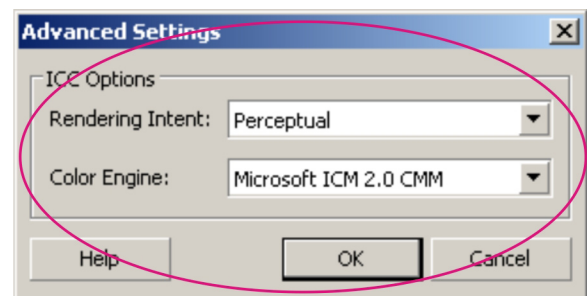 Advanced Settings
ICC Options
Rendering Intent: Perceptual
Color Engine: Microsoft ICM 2.0 CMM
Help OK Cancel